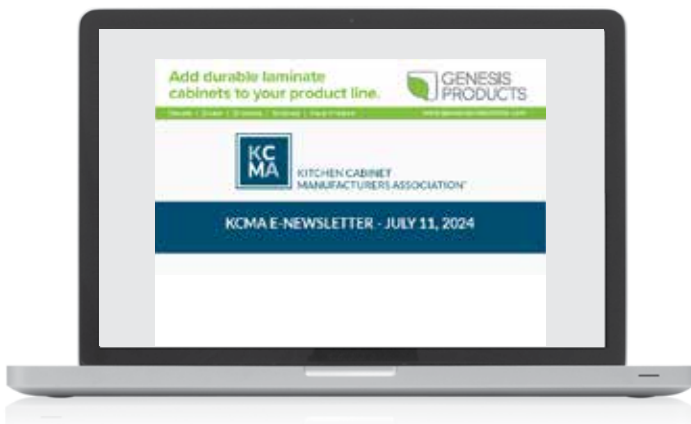 Add durable laminate
cabinets to your product line.
GENESIS
PRODUCTS
KC
MA
KITCHEN CABINET
MANUFACTURERS ASSOCIATION
KCMA E-NEWSLETTER - JULY 11, 2024